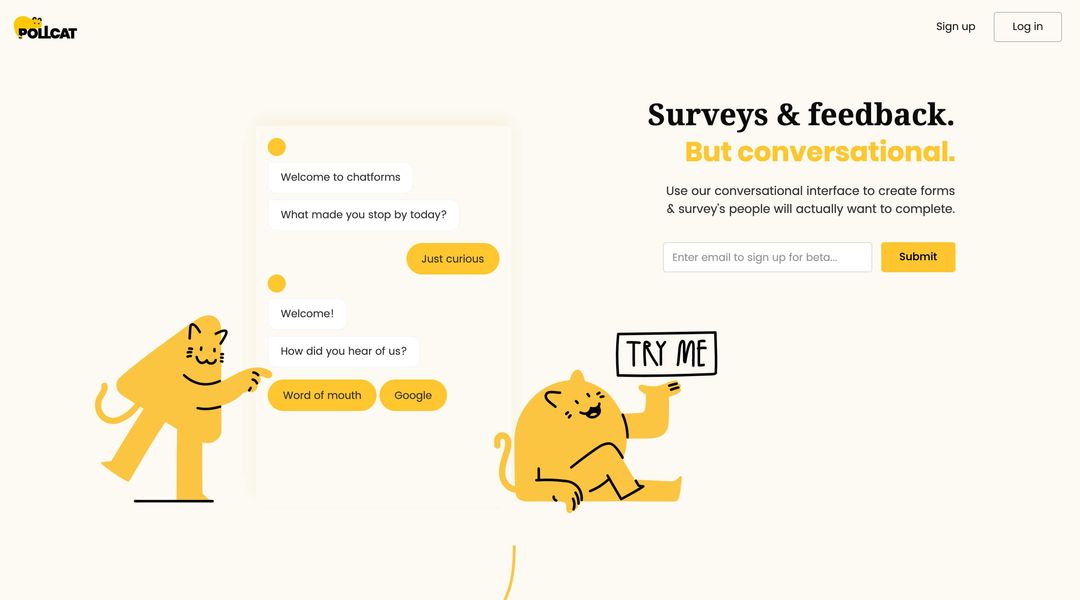 POLLCAT
Sign up
Log in
Surveys & feedback.
But conversational.
Use our conversational interface to create forms
& survey's people will actually want to complete.
Enter email to sign up for beta...
Submit
Welcome to chatforms
What made you stop by today?
Just curious
Welcome!
How did you hear of us?
Word of mouth
Google
TRY ME